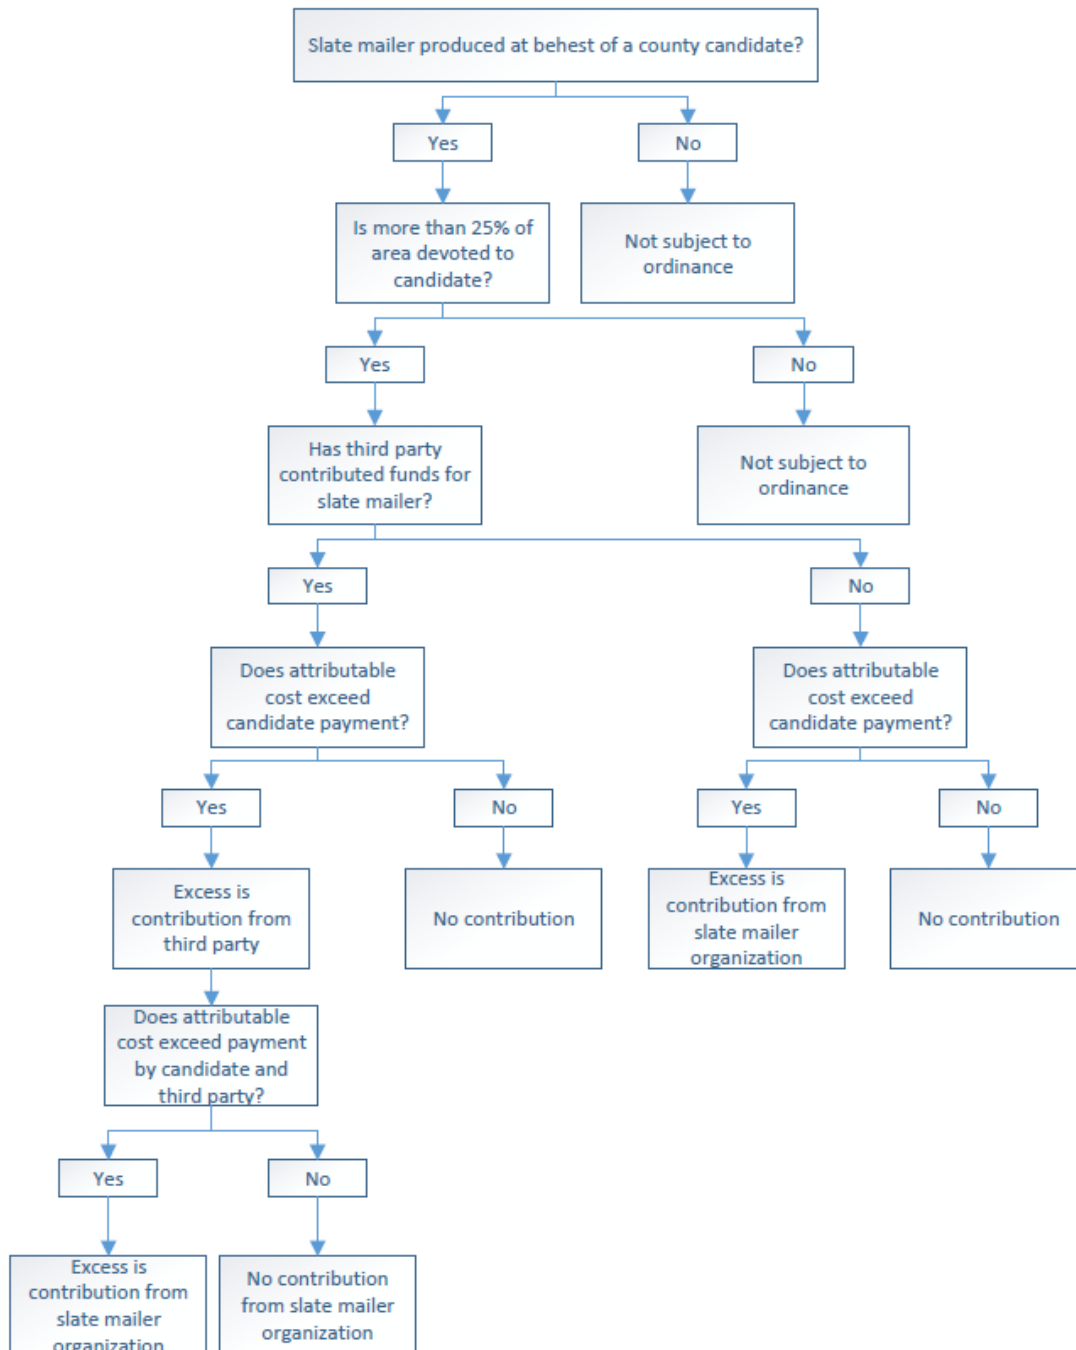 Slate mailer produced at behest of a county candidate?
Yes
No
Is more than 25% of
area devoted to
candidate?
Not subject to
ordinance
Yes
No
Has third party
contributed funds for
slate mailer?
Not subject to
ordinance
Yes
No
Does attributable
cost exceed
candidate payment?
Does attributable
cost exceed
candidate payment?
Yes
No
Yes
No
Excess is
contribution from
third party
No contribution
Excess is
contribution from
slate mailer
organization
No contribution
Does attributable
cost exceed payment
by candidate and
third party?
Yes
No
Excess is
contribution from
slate mailer
organization
No contribution
from slate mailer
organization